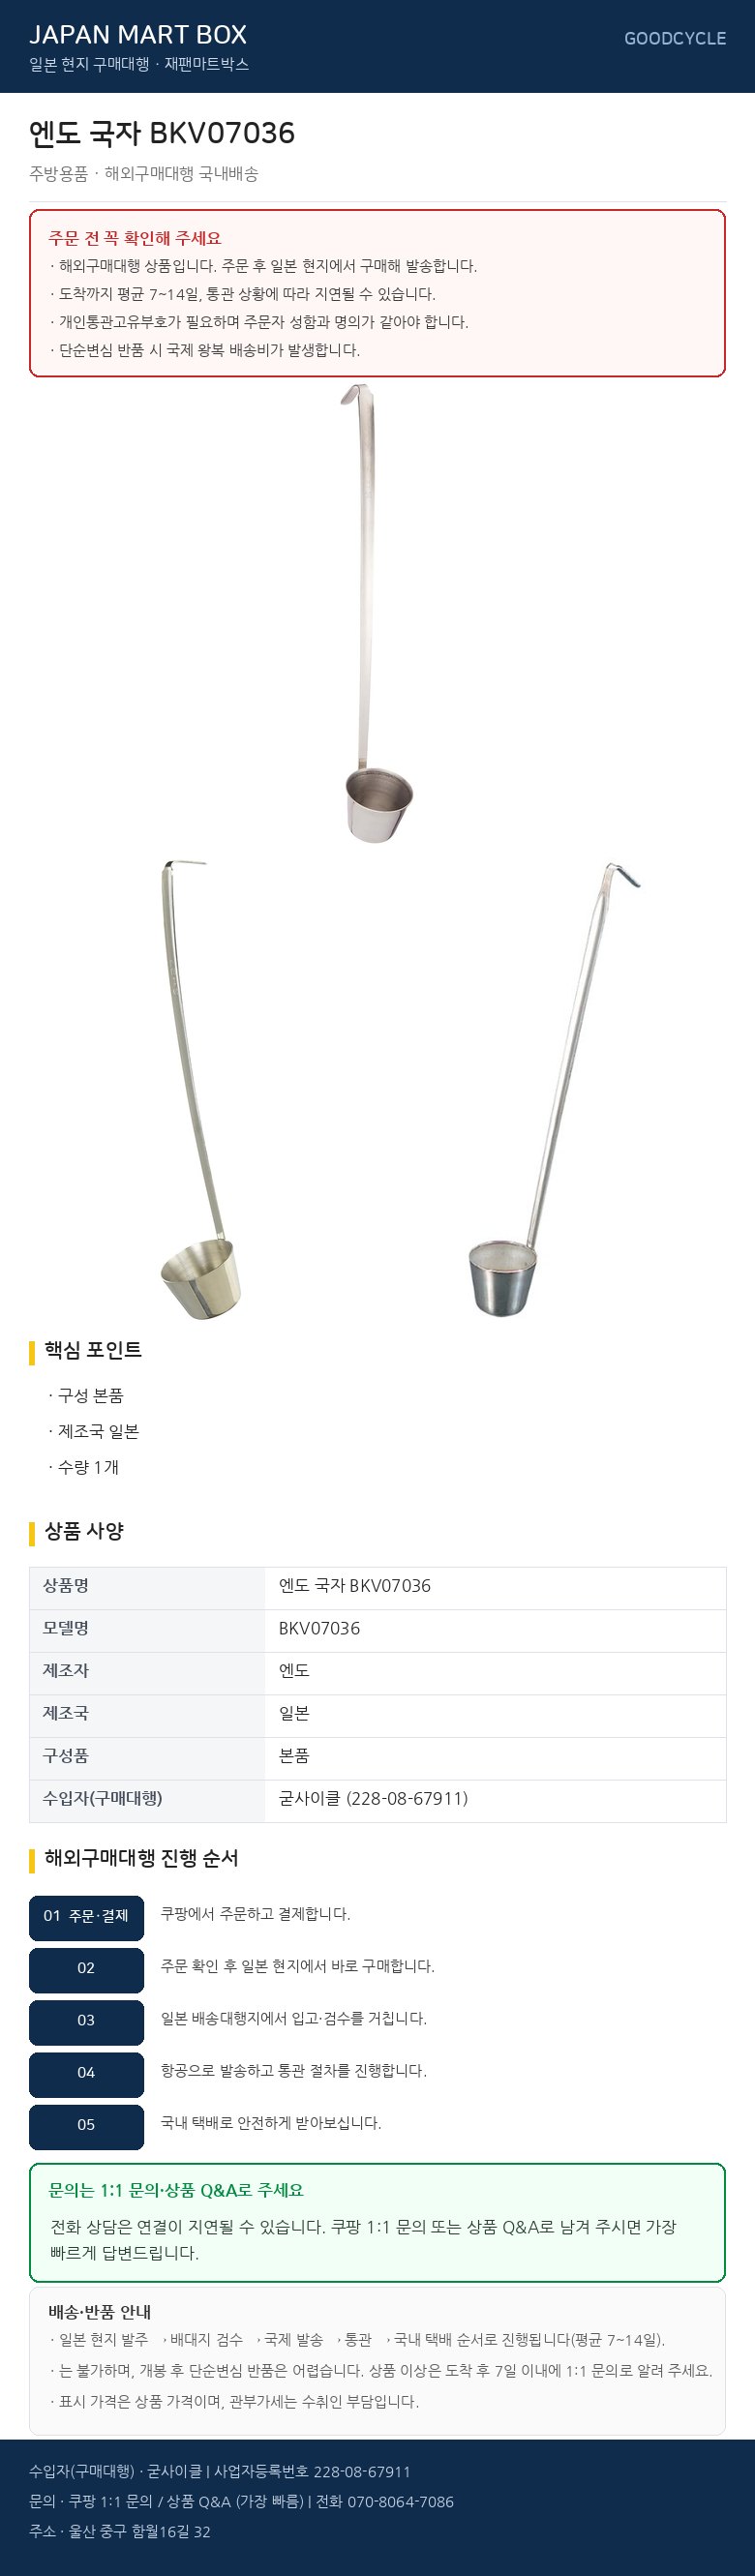 JAPAN MART BOX
GOODCYCLE
일본 현지 구매대행 · 재팬마트박스
엔도 국자 BKV07036
주방용품 · 해외구매대행 국내배송
주문 전 꼭 확인해 주세요
· 해외구매대행 상품입니다. 주문 후 일본 현지에서 구매해 발송합니다.
· 도착까지 평균 7~14일, 통관 상황에 따라 지연될 수 있습니다.
· 개인통관고유부호가 필요하며 주문자 성함과 명의가 같아야 합니다.
· 단순변심 반품 시 국제 왕복 배송비가 발생합니다.
핵심 포인트
· 구성 본품
· 제조국 일본
· 수량 1개
상품 사양
상품명 엔도 국자 BKV07036
모델명 BKV07036
제조자 엔도
제조국 일본
구성품 본품
수입자(구매대행) 굳사이클 (228-08-67911)
해외구매대행 진행 순서
01 주문·결제 쿠팡에서 주문하고 결제합니다.
02 주문 확인 후 일본 현지에서 바로 구매합니다.
03 일본 배송대행지에서 입고·검수를 거칩니다.
04 항공으로 발송하고 통관 절차를 진행합니다.
05 국내 택배로 안전하게 받아보십니다.
문의는 1:1 문의·상품 Q&A로 주세요
전화 상담은 연결이 지연될 수 있습니다. 쿠팡 1:1 문의 또는 상품 Q&A로 남겨 주시면 가장
빠르게 답변드립니다.
배송·반품 안내
· 일본 현지 발주 › 배대지 검수 › 국제 발송 › 통관 › 국내 택배 순서로 진행됩니다(평균 7~14일).
· 는 불가하며, 개봉 후 단순변심 반품은 어렵습니다. 상품 이상은 도착 후 7일 이내에 1:1 문의로 알려 주세요.
· 표시 가격은 상품 가격이며, 관부가세는 수취인 부담입니다.
수입자(구매대행) · 굳사이클 | 사업자등록번호 228-08-67911
문의 · 쿠팡 1:1 문의 / 상품 Q&A (가장 빠름) | 전화 070-8064-7086
주소 · 울산 중구 함월16길 32